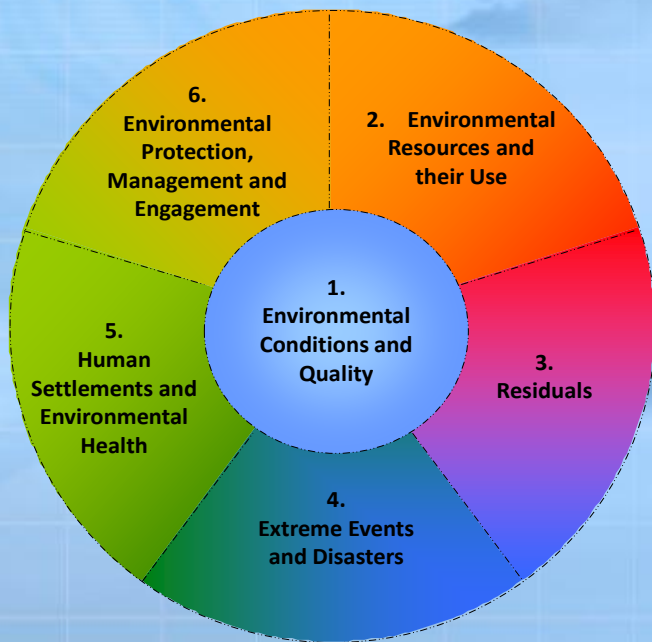 1.
Environmental
Conditions and
Quality
2. Environmental
Resources and
their Use
3.
Residuals
4.
Extreme Events
and Disasters
5.
Human
Settlements and
Environmental
Health
6.
Environmental
Protection,
Management and
Engagement